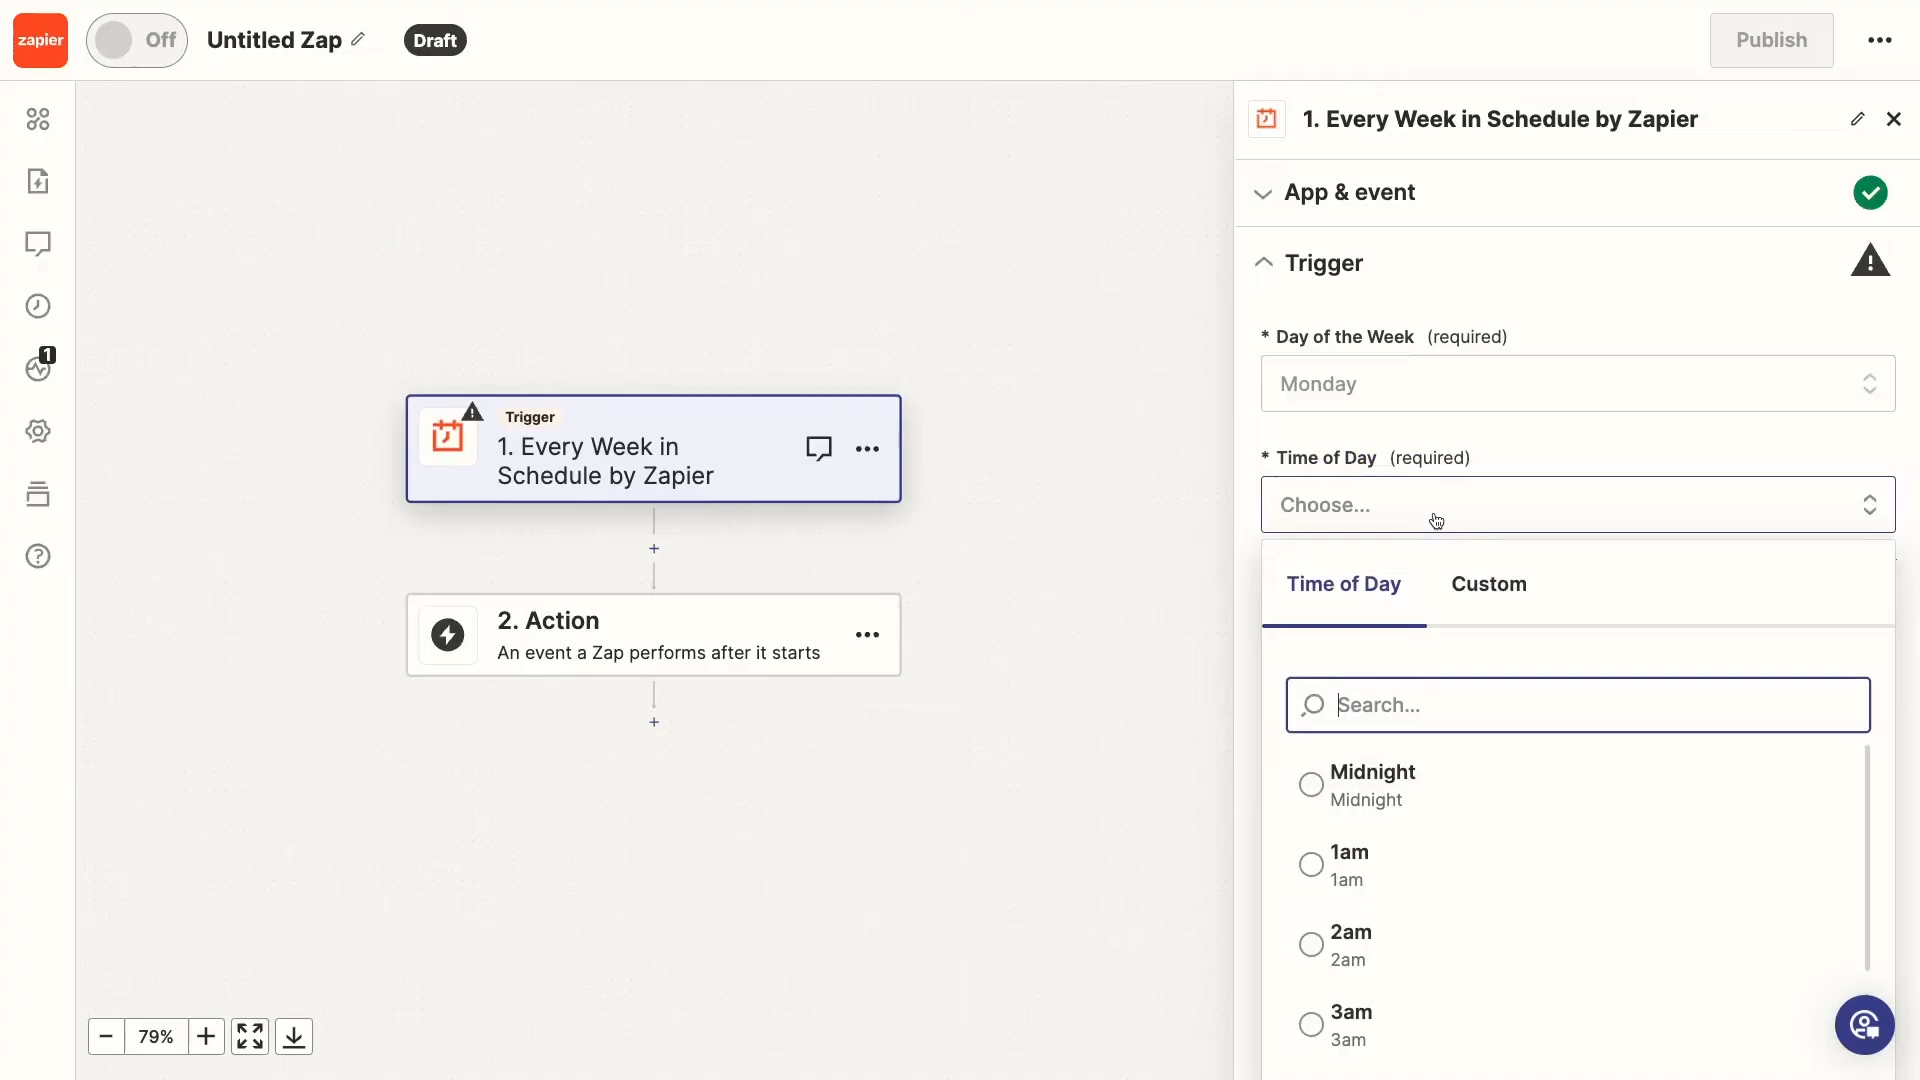 zapier
Off
Untitled Zap
Draft
Publish
1. Every Week in Schedule by Zapier
App & event
Trigger
* Day of the Week (required)
Monday
* Time of Day (required)
Choose...
Time of Day
Custom
Search...
Midnight
Midnight
1am
1am
2am
2am
3am
3am
1
Trigger
1. Every Week in
Schedule by Zapier
2. Action
An event a Zap performs after it starts
79%